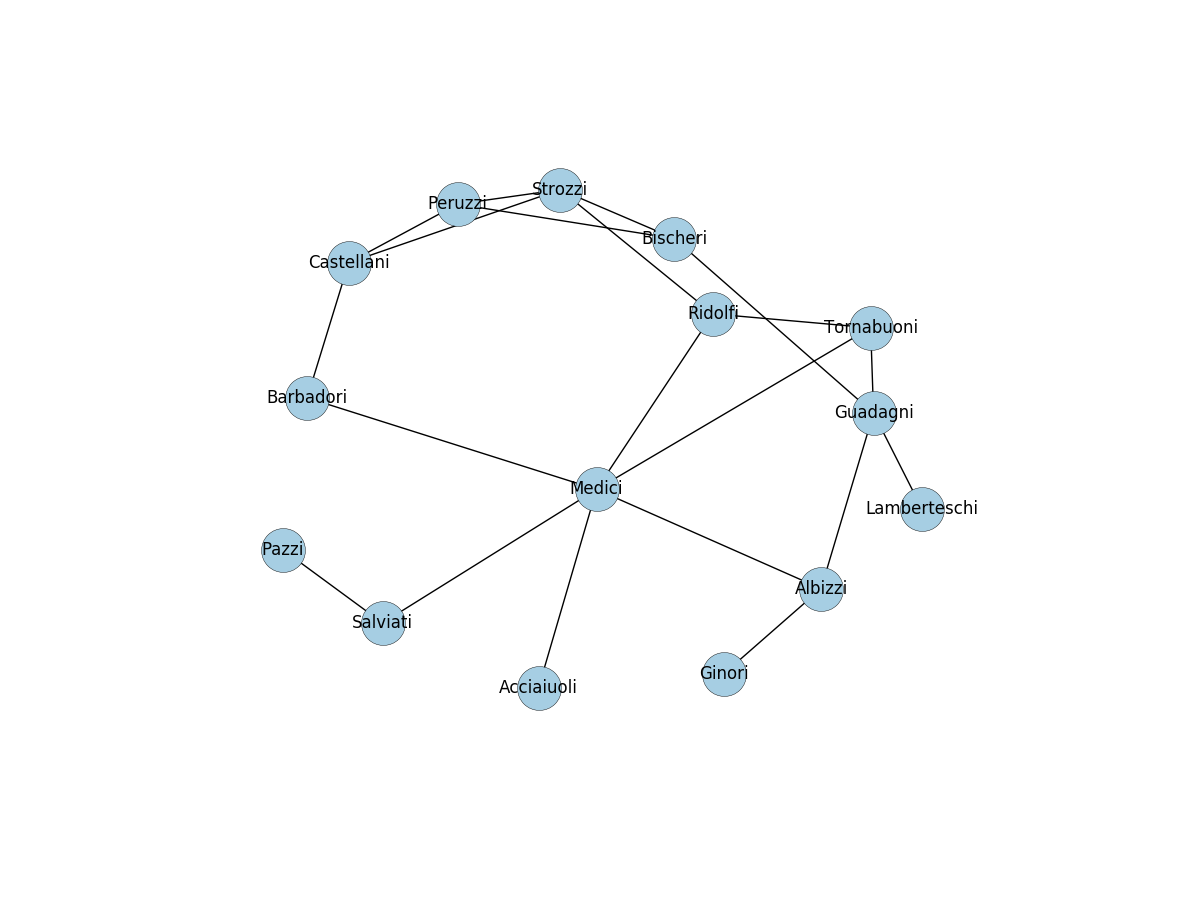 Strozzi
Peruzzi
Bischeri
Castellani
Ridolfi
Tornabuoni
Barbadori
Guadagni
Medici
Lamberteschi
Pazzi
Albizzi
Salviati
Ginori
Acciaiuoli